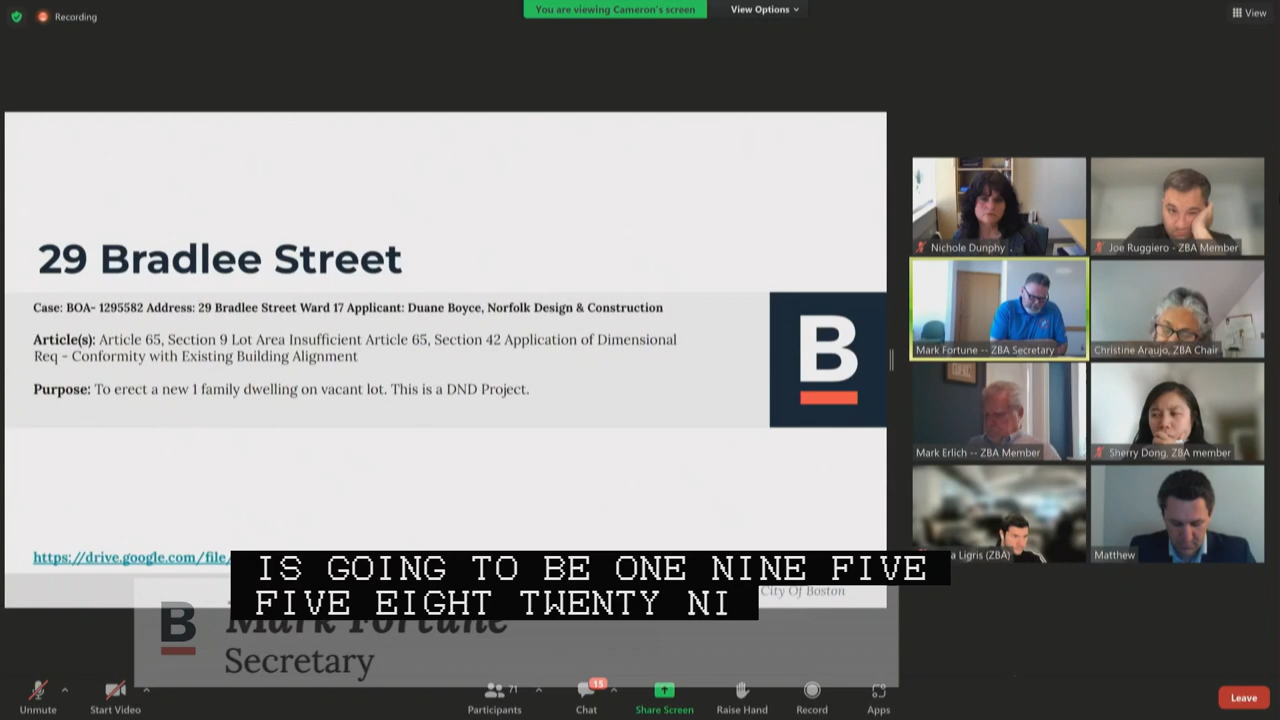 Recording
You are viewing Cameron's screen
View Options
View
29 Bradlee Street
Case: BOA- 1295582 Address: 29 Bradlee Street Ward 17 Applicant: Duane Boyce, Norfolk Design & Construction
Article(s): Article 65, Section 9 Lot Area Insufficient Article 65, Section 42 Application of Dimensional
Req - Conformity with Existing Building Alignment
Purpose: To erect a new 1 family dwelling on vacant lot. This is a DND Project.
B
https://drive.google.com/file
City Of Boston
Nichole Dunphy
Joe Ruggiero - ZBA Member
Mark Fortune -- ZBA Secretary
Christine Araujo, ZBA Chair
Mark Erlich -- ZBA Member
Sherry Dong, ZBA member
Ligris (ZBA)
Matthew
IS GOING TO BE ONE NINE FIVE
FIVE EIGHT TWENTY NI
B
Mark Fortune
Secretary
Unmute
Start Video
71
Participants
15
Chat
Share Screen
Raise Hand
Record
Apps
Leave